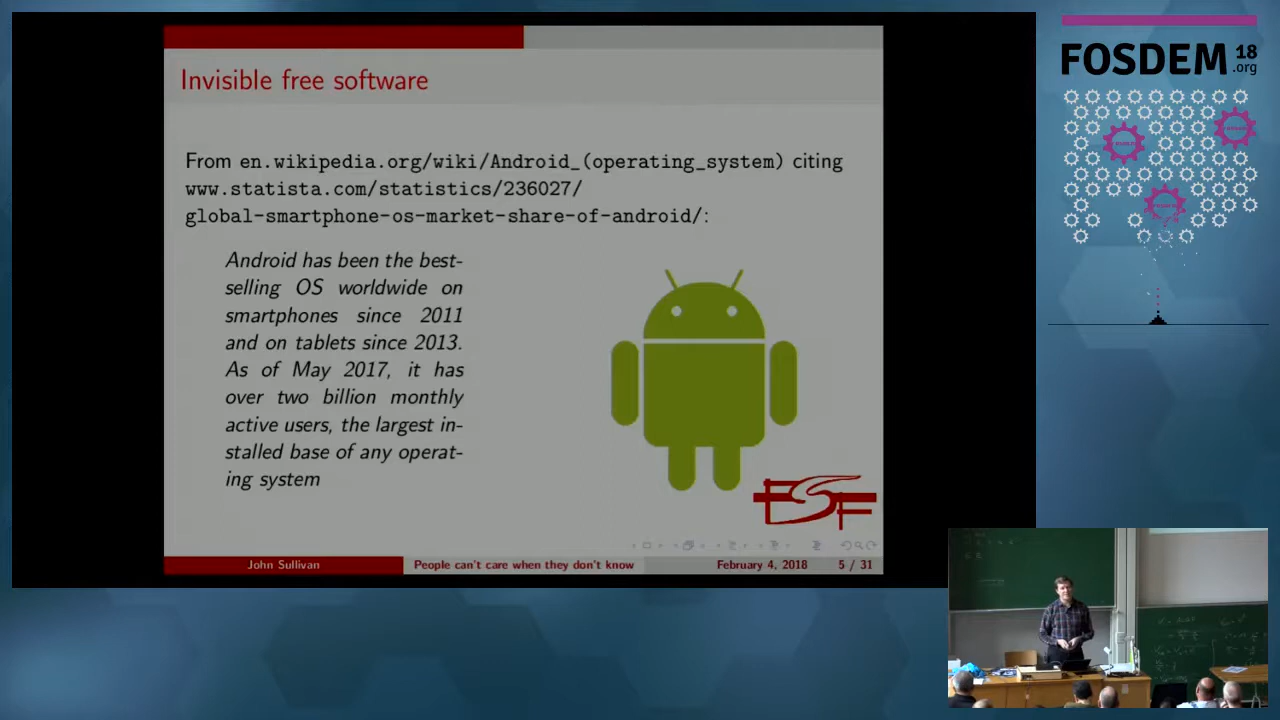 Invisible free software
From en.wikipedia.org/wiki/Android_(operating_system) citing
www.statista.com/statistics/236027/
global-smartphone-os-market-share-of-android/:
Android has been the best-
selling OS worldwide on
smartphones since 2011
and on tablets since 2013.
As of May 2017, it has
over two billion monthly
active users, the largest in-
stalled base of any operat-
ing system
FSF
John Sullivan
People can't care when they don't know
February 4, 2018
5 / 31
FOSDEM 18
.org